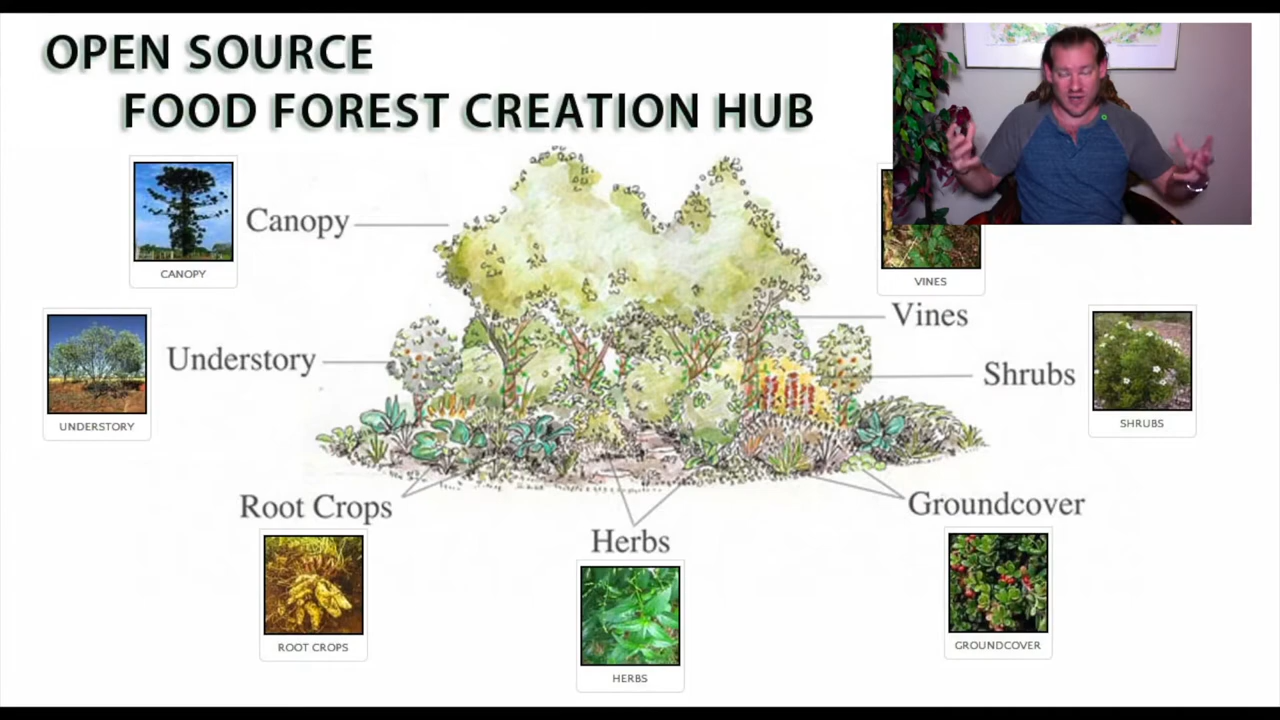 OPEN SOURCE
FOOD FOREST CREATION HUB
Canopy
CANOPY
VINES
Vines
Understory
UNDERSTORY
Shrubs
SHRUBS
Root Crops
ROOT CROPS
Herbs
HERBS
Groundcover
GROUNDCOVER